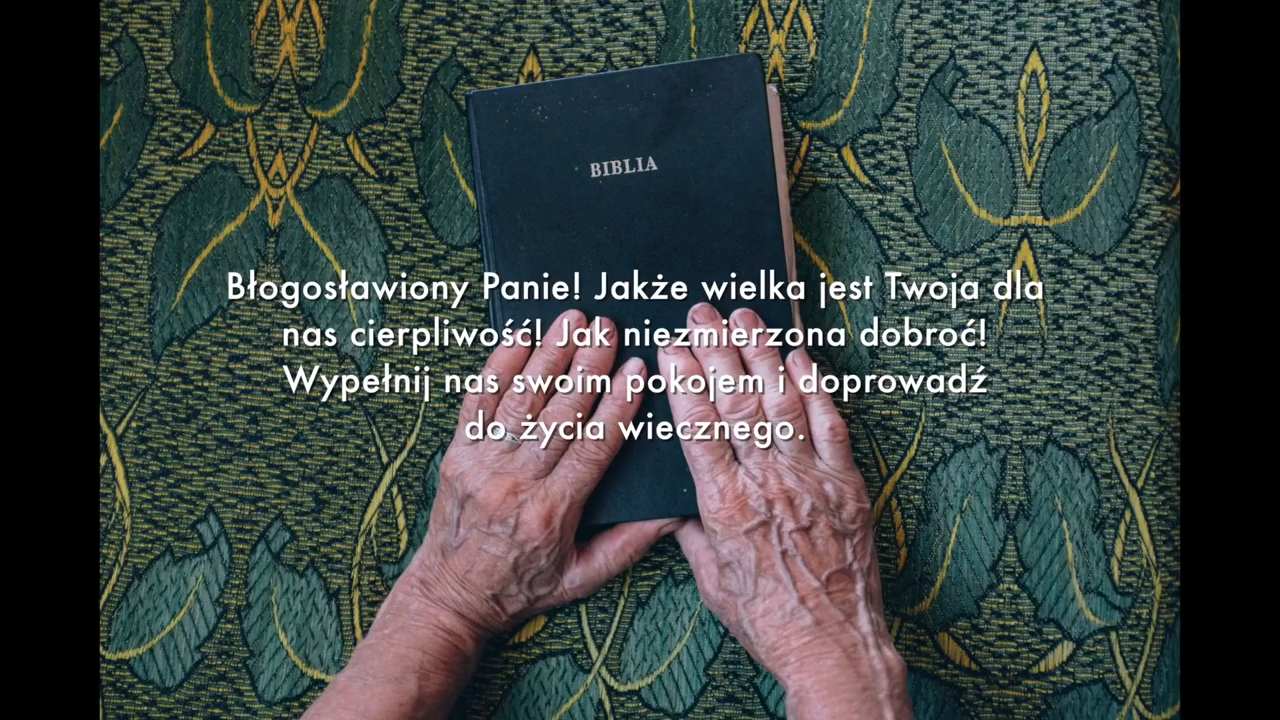 BIBLIA
Błogosławiony Panie! Jakże wielka jest Twoja dla
nas cierpliwość! Jak niezmierzona dobroć!
Wypełnij nas swoim pokojem i doprowadź
do życia wiecznego.